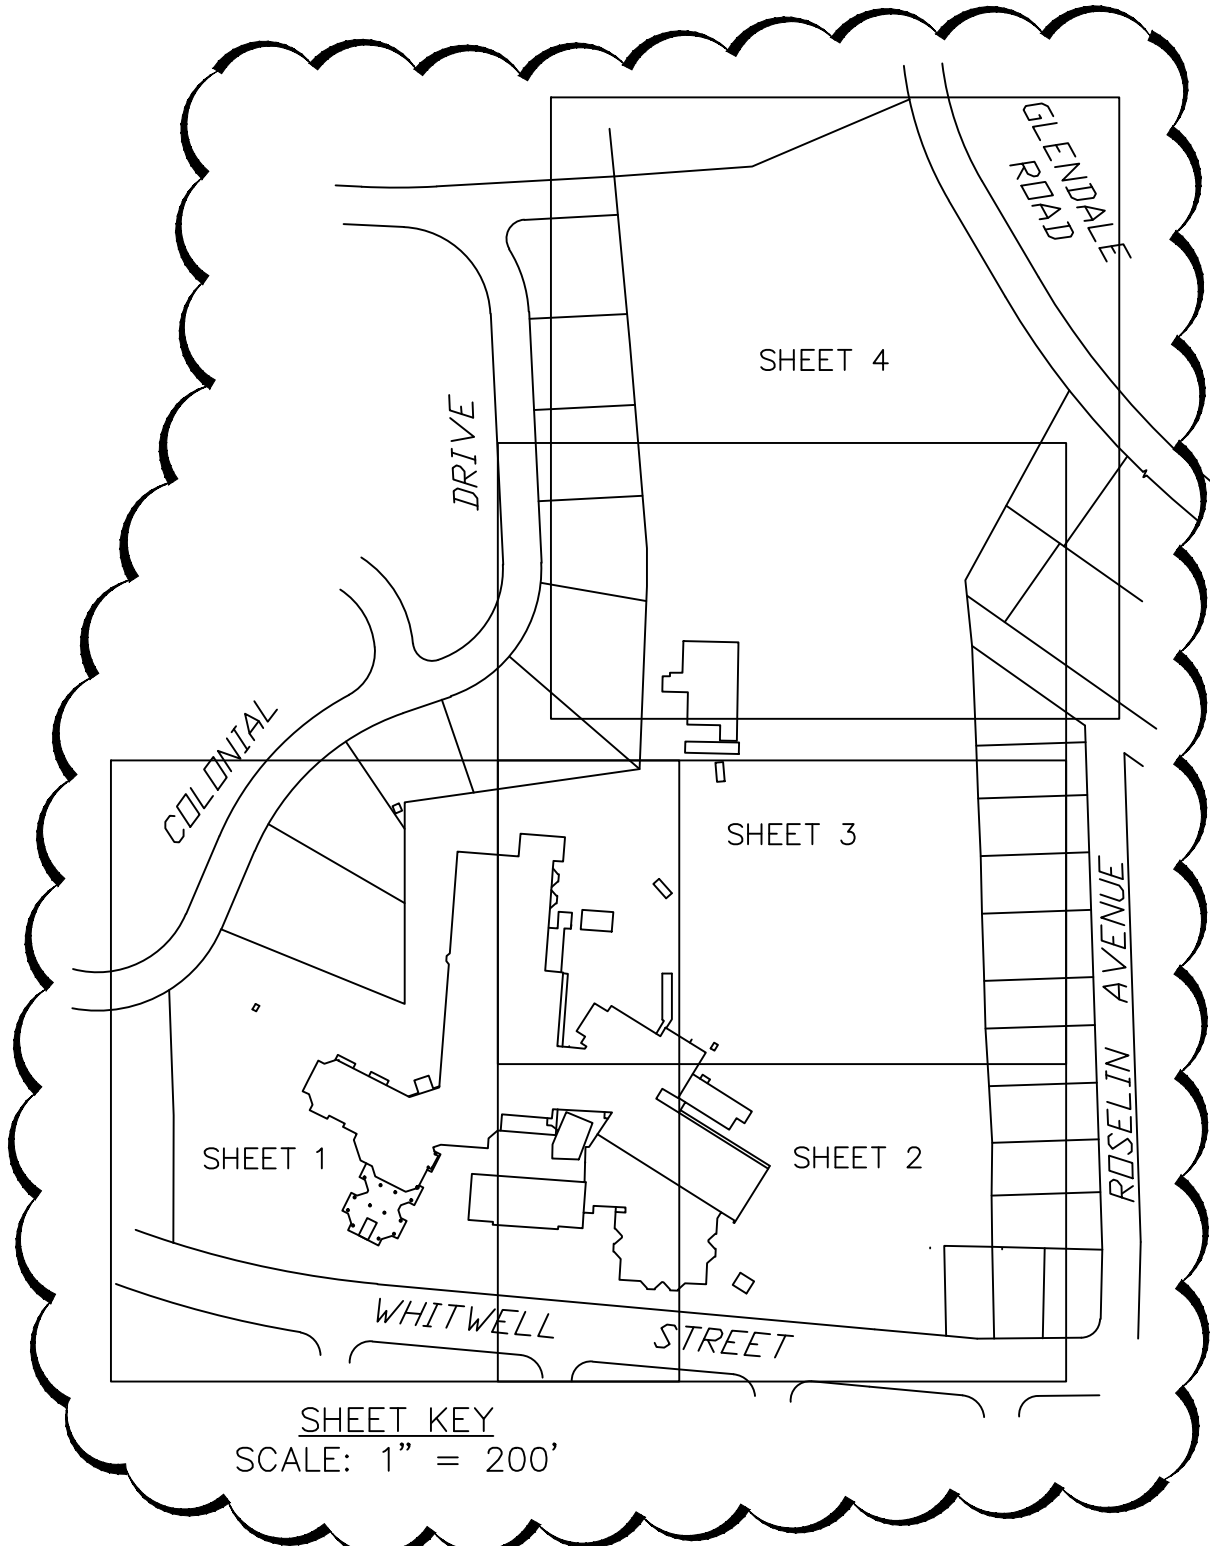 GLENDALE
ROAD
SHEET 4
DRIVE
COLONIAL
SHEET 3
ROSELIN AVENUE
SHEET 1
SHEET 2
WHITWELL STREET
SHEET KEY
SCALE: 1" = 200'